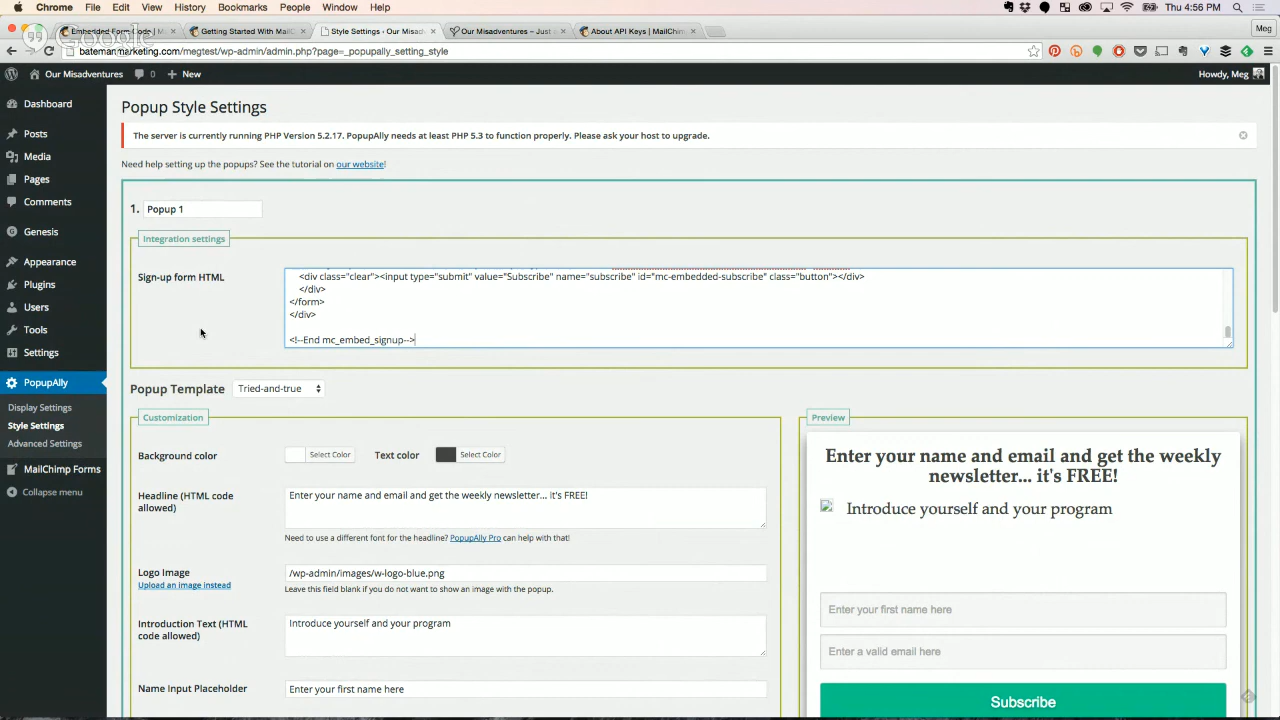 Chrome File Edit View History Bookmarks People Window Help
Thu 4:56 PM
Google
Embedded Form Code | M
Getting Started With MailC
Style Settings ‹ Our Misad
Our Misadventures – Just a
About API Keys | MailChimp
Meg
batemanmarketing.com/megtest/wp-admin/admin.php?page=_popupally_setting_style
Our Misadventures 0 New
Howdy, Meg
Dashboard
Posts
Media
Pages
Comments
Genesis
Appearance
Plugins
Users
Tools
Settings
PopupAlly
Display Settings
Style Settings
Advanced Settings
MailChimp Forms
Collapse menu
Popup Style Settings
The server is currently running PHP Version 5.2.17. PopupAlly needs at least PHP 5.3 to function properly. Please ask your host to upgrade.
Need help setting up the popups? See the tutorial on our website!
1. Popup 1
Integration settings
Sign-up form HTML
<div class="clear"><input type="submit" value="Subscribe" name="subscribe" id="mc-embedded-subscribe" class="button"></div>
</div>
</form>
</div>
<!--End mc_embed_signup-->
Popup Template Tried-and-true
Customization
Background color Select Color Text color Select Color
Headline (HTML code
allowed)
Enter your name and email and get the weekly newsletter... it's FREE!
Need to use a different font for the headline? PopupAlly Pro can help with that!
Logo Image
Upload an image instead
/wp-admin/images/w-logo-blue.png
Leave this field blank if you do not want to show an image with the popup.
Introduction Text (HTML
code allowed)
Introduce yourself and your program
Name Input Placeholder
Enter your first name here
Preview
Enter your name and email and get the weekly
newsletter... it's FREE!
Introduce yourself and your program
Enter your first name here
Enter a valid email here
Subscribe